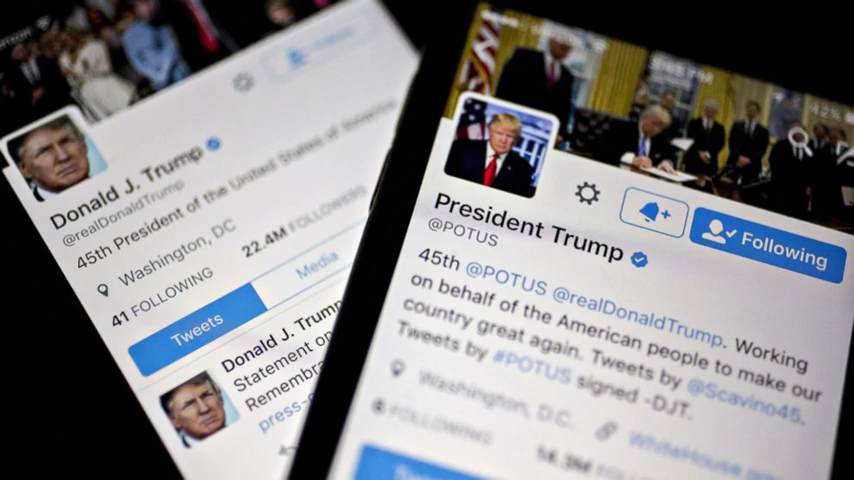 Donald J. Trump
@realDonaldTrump
45th President of the United States of America
Washington, DC
41 FOLLOWING 22.4M FOLLOWERS
Tweets Media
Donald J. Trump
Statement on
Remembra
press-
42%
President Trump
@POTUS
Following
45th @POTUS @realDonaldTrump. Working
on behalf of the American people to make our
country great again. Tweets by @Scavino45.
Tweets by #POTUS signed -DJT.
Washington, D.C.
WhiteHouse.gov
6 FOLLOWING